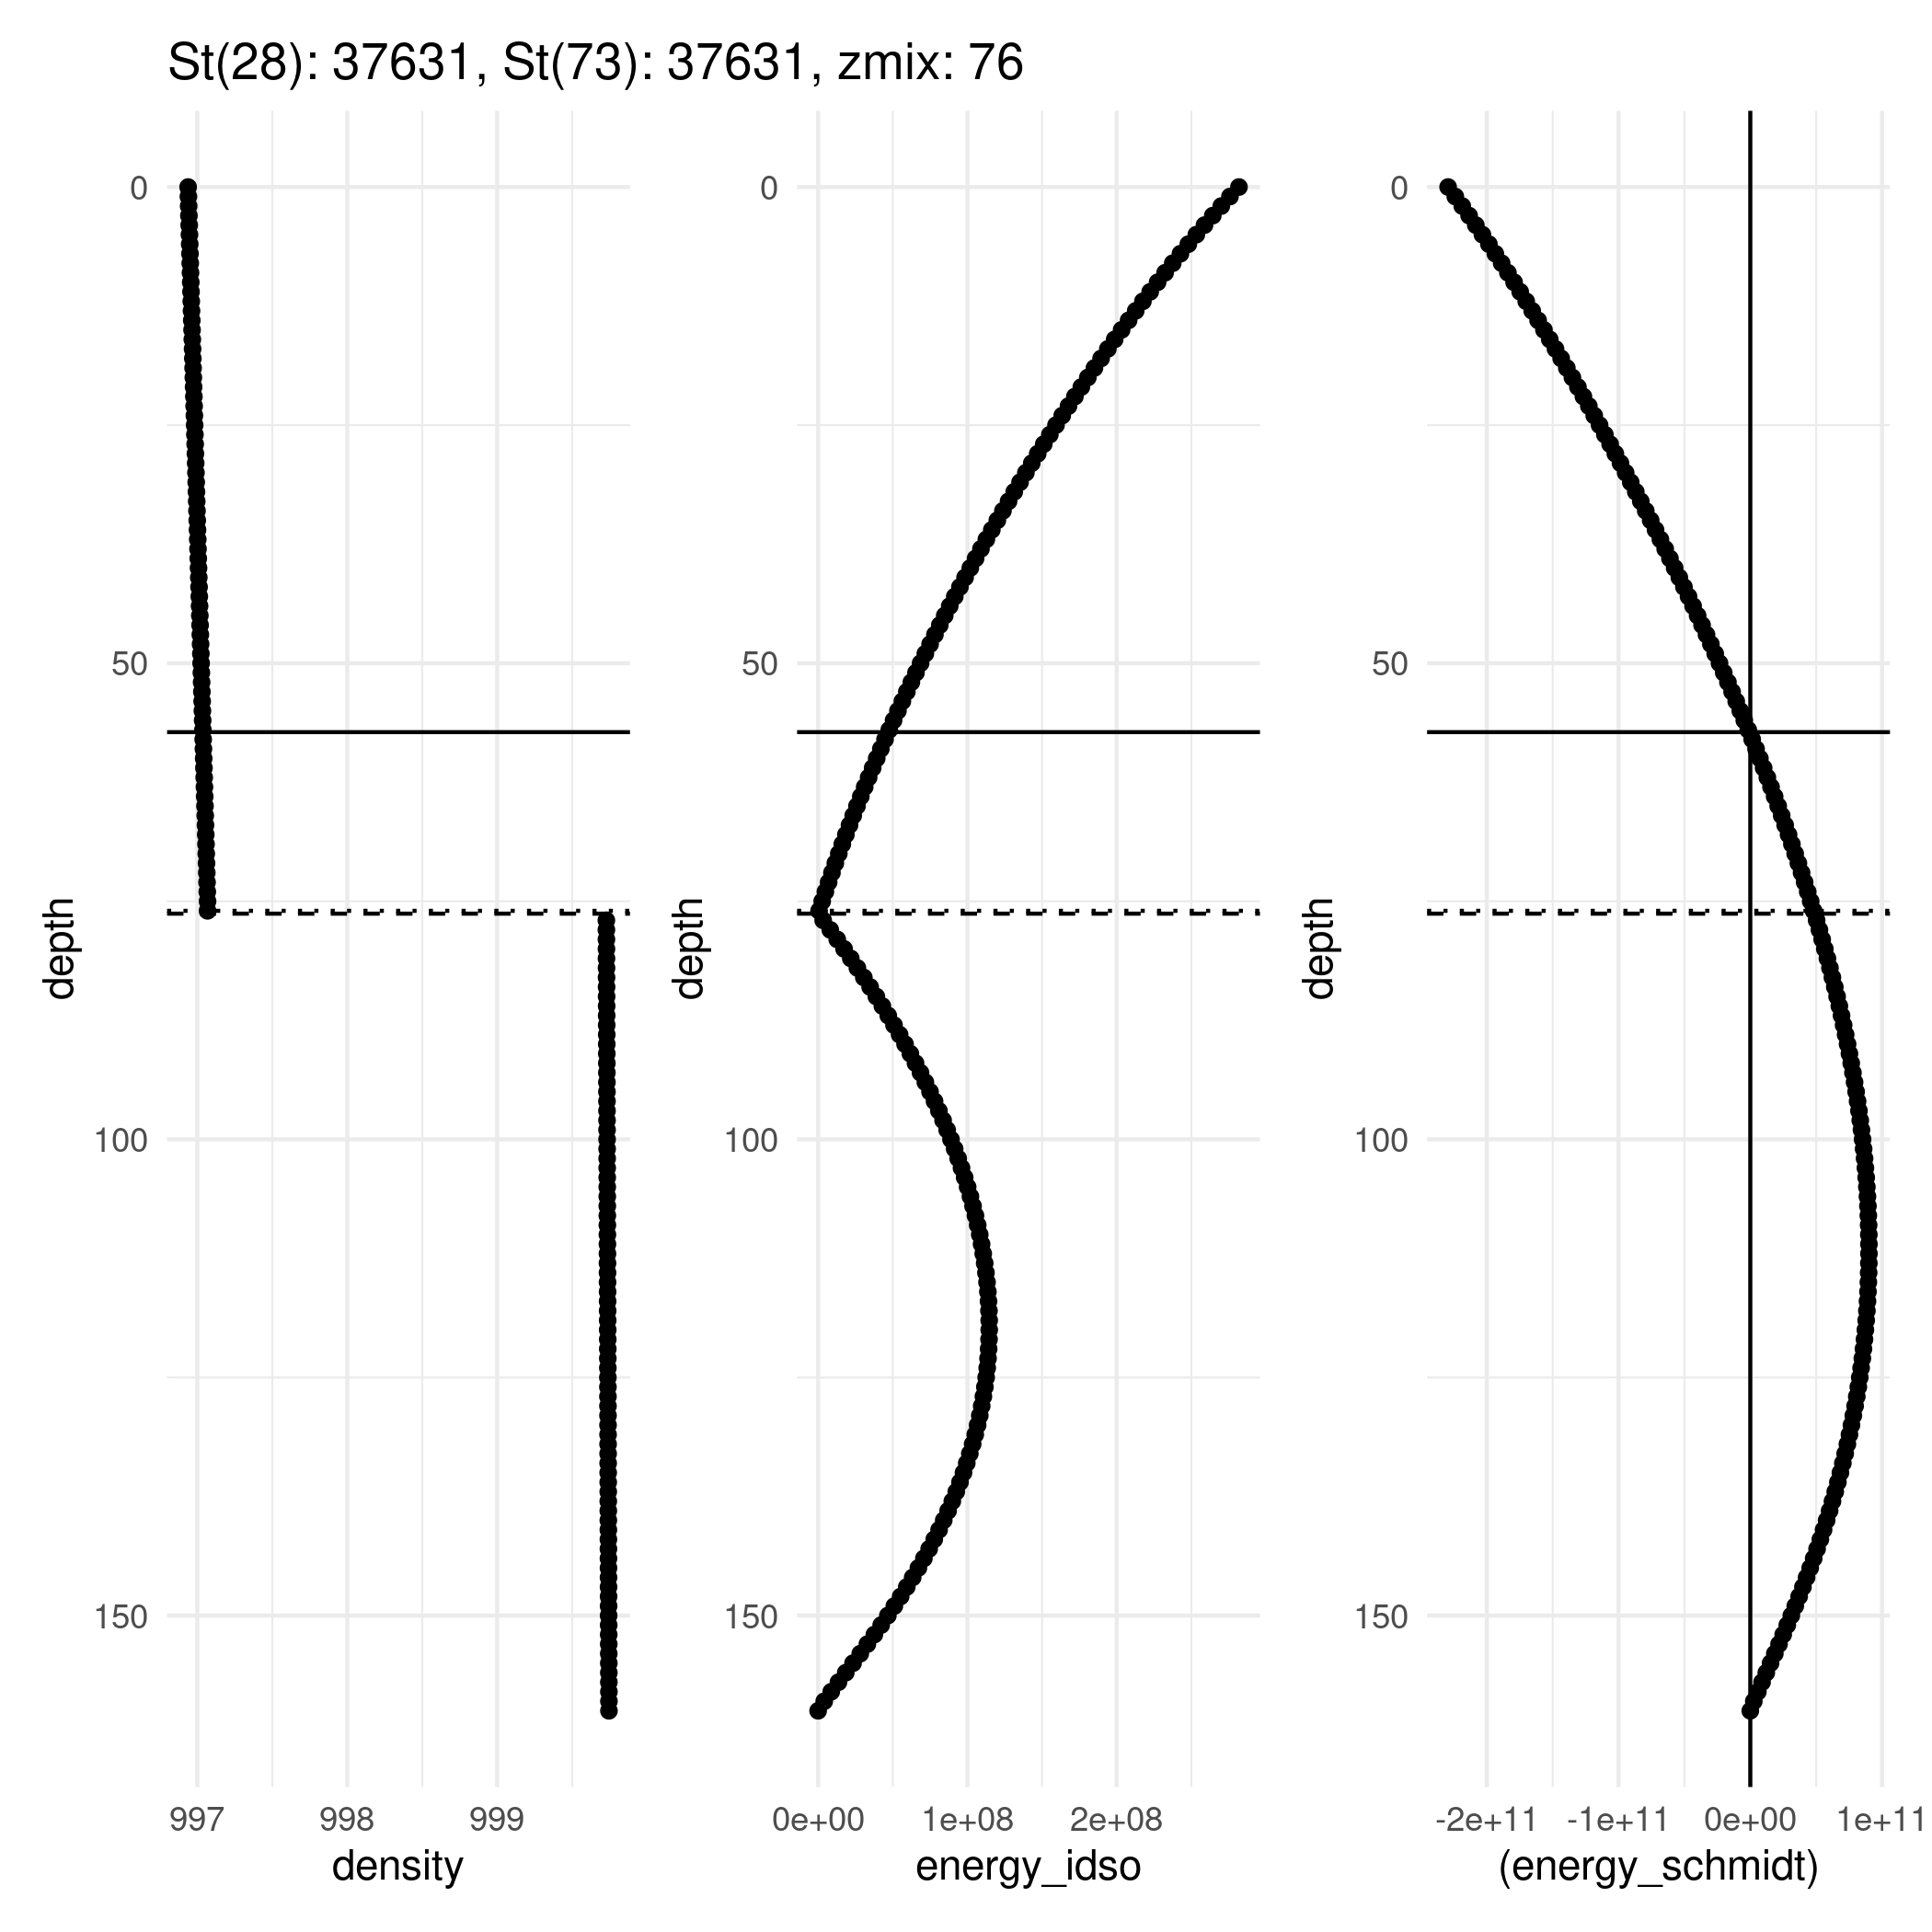 St(28): 37631, St(73): 37631, zmix: 76
0
50
100
150
depth
997
998
999
density
0
50
100
150
depth
0e+00
1e+08
2e+08
energy_idso
0
50
100
150
depth
-2e+11
-1e+11
0e+00
1e+11
(energy_schmidt)